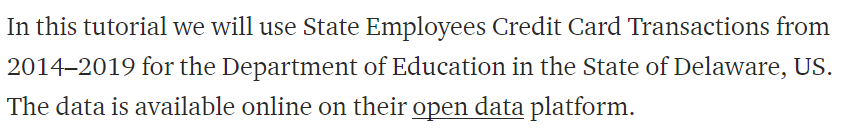 In this tutorial we will use State Employees Credit Card Transactions from
2014–2019 for the Department of Education in the State of Delaware, US.
The data is available online on their open data platform.